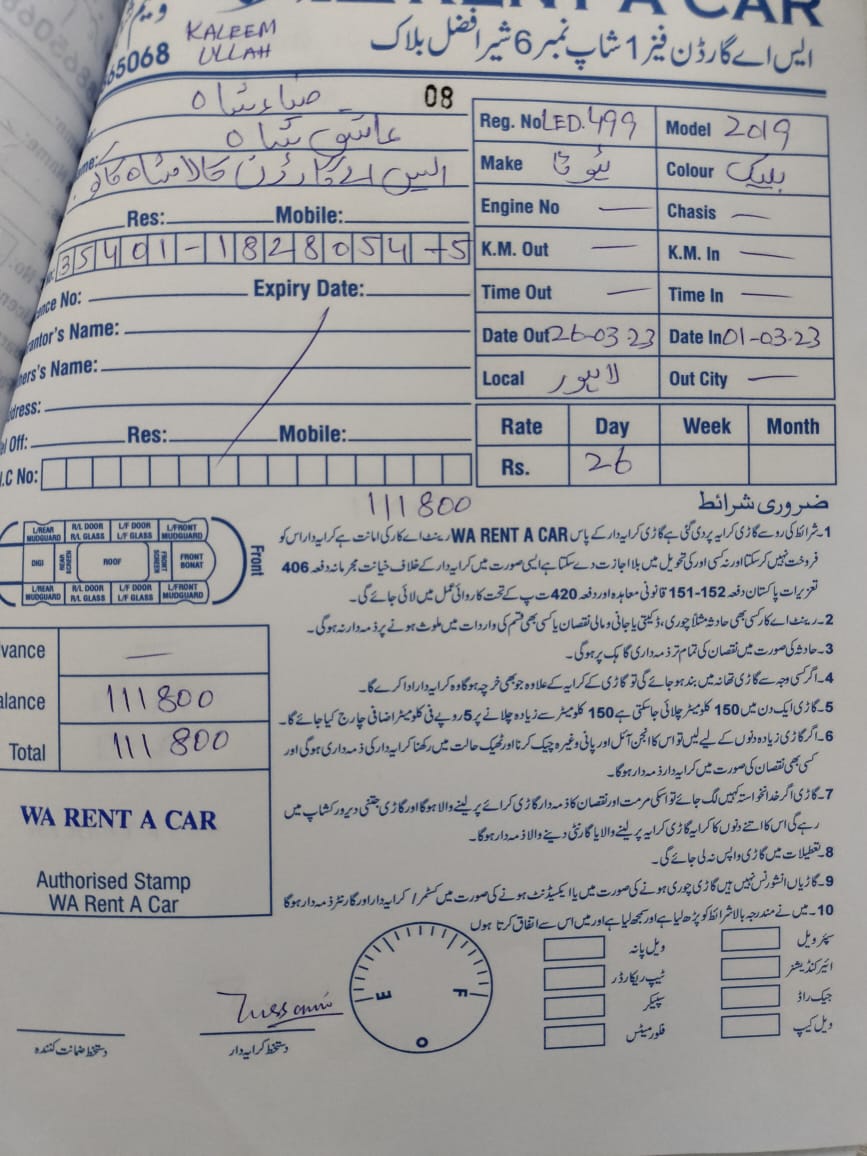 RENT A CAR
KALEEM
ULLAH
65068
ایس اے گارڈن فیز 1 شاپ نمبر 6 شیر افضل بلاک
08
ضیاء شاہ
عاشق شاہ
ایس اے گارڈن کالا شاہ کاکو
Res: Mobile:
35401-1828054-5
ence No: Expiry Date:
antor's Name:
hers's Name:
dress:
el Off: Res: Mobile:
.C No:
Reg. No LED.499 Model 2019
Make ٹیوٹا Colour بلیک
Engine No — Chasis —
K.M. Out — K.M. In —
Time Out — Time In —
Date Out 26-03.23 Date In 01-03.23
Local لاہور Out City —
Rate Day Week Month
Rs. 26
111800
L/REAR MUDGUARD R/L DOOR R/L GLASS L/F DOOR L/F GLASS L/FRONT MUDGUARD
DIGI ROOF FRONT SCREEN FRONT BONAT
L/REAR MUDGUARD R/L DOOR R/L GLASS L/F DOOR L/F GLASS L/FRONT MUDGUARD
Front
vance —
alance 111800
Total 111800
WA RENT A CAR
Authorised Stamp
WA Rent A Car
ضروری شرائط
1۔ شرائط کی رو سے گاڑی کرایہ پر دی گئی ہے گاڑی کرایہ دار کے پاس WA RENT A CAR رینٹ اے کار کی امانت ہے کرایہ دار اس کو
فروخت نہیں کر سکتا اور نہ کسی اور کی تحویل میں بلا اجازت دے سکتا ہے ایسی صورت میں کرایہ دار کے خلاف خیانت مجرمانہ دفعہ 406
تعزیرات پاکستان دفعہ 152-151 قانونی معاہدہ اور دفعہ 420 ت پ کے تحت کاروائی عمل میں لائی جائے گی۔
2۔ رینٹ اے کار کسی بھی حادثہ مثلاً چوری، ڈکیتی یا جانی و مالی نقصان یا کسی بھی قسم کی واردات میں ملوث ہونے پر ذمہ دار نہ ہوگی۔
3۔ حادثہ کی صورت میں نقصان کی تمام تر ذمہ داری گاہک پر ہوگی۔
4۔ اگر کسی وجہ سے گاڑی تھانہ میں بند ہو جائے گی تو گاڑی کے کرایہ کے علاوہ جو بھی خرچہ ہوگا وہ کرایہ دار ادا کرے گا۔
5۔ گاڑی ایک دن میں 150 کلومیٹر چلائی جا سکتی ہے 150 کلومیٹر سے زیادہ چلانے پر 5 روپے فی کلومیٹر اضافی چارج کیا جائے گا۔
6۔ اگر گاڑی زیادہ دنوں کے لیے لیں تو اس کا انجن آئل اور پانی وغیرہ چیک کرنا اور ٹھیک حالت میں رکھنا کرایہ دار کی ذمہ داری ہوگی اور
کسی بھی نقصان کی صورت میں کرایہ دار ذمہ دار ہوگا۔
7۔ گاڑی اگر خدانخواستہ کہیں لگ جائے تو اسکی مرمت اور نقصان کا ذمہ دار گاڑی کرائے پر لینے والا ہوگا اور گاڑی جتنی دیر ورکشاپ میں
رہے گی اس کا اتنے دنوں کا کرایہ گاڑی کرایہ پر لینے والا یا گارنٹی دینے والا ذمہ دار ہوگا۔
8۔ تعطیلات میں گاڑی واپس نہ لی جائے گی۔
9۔ گاڑیاں انشورنس نہیں ہیں گاڑی چوری ہونے کی صورت میں یا ایکسیڈنٹ ہونے کی صورت میں کسٹمر / کرایہ دار اور گارنٹر ذمہ دار ہوگا
10۔ میں نے مندرجہ بالا شرائط کو پڑھ لیا ہے اور سمجھ لیا ہے اور میں اس سے اتفاق کرتا ہوں
سپئر ویل ویل پانہ
ائیر کنڈیشنر ٹیپ ریکارڈر
جیک راڈ سپیکر
ویل کیپ فلور میٹس
E F
O
دستخط کرایہ دار
دستخط ضمانت کنندہ